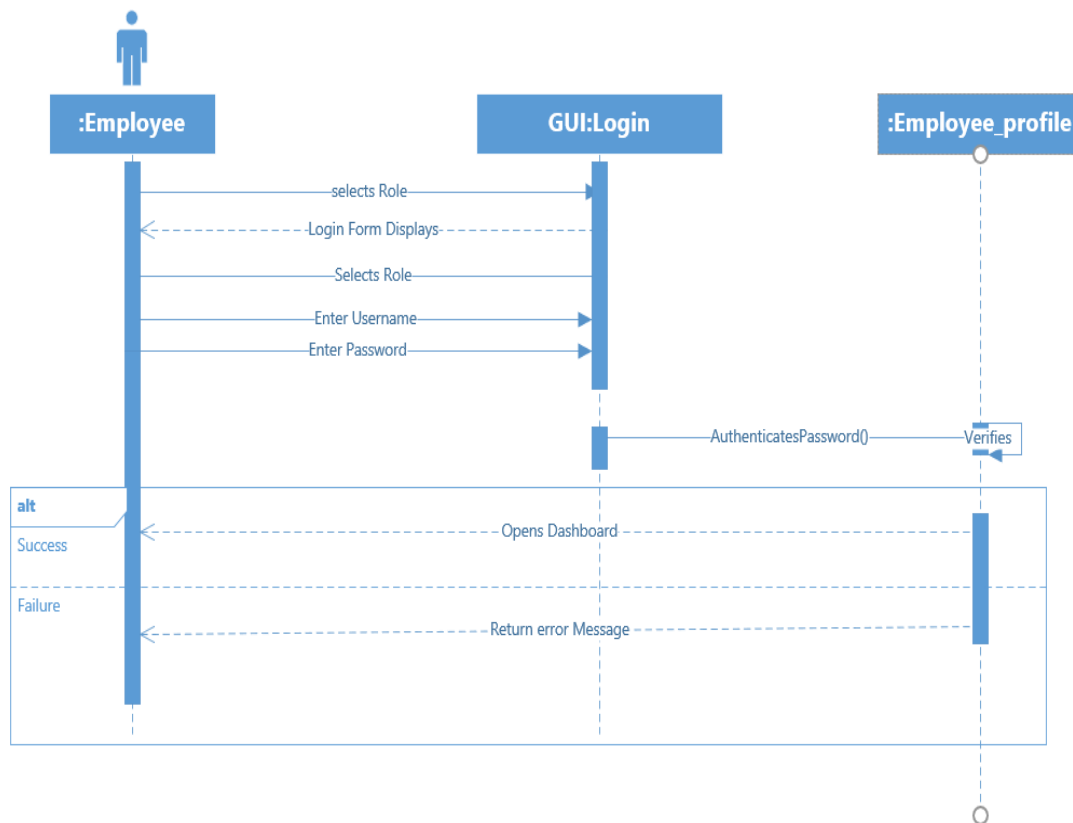 :Employee
GUI:Login
:Employee_profile
selects Role
Login Form Displays
Selects Role
Enter Username
Enter Password
AuthenticatesPassword()
Verifies
alt
Opens Dashboard
Success
Failure
Return error Message